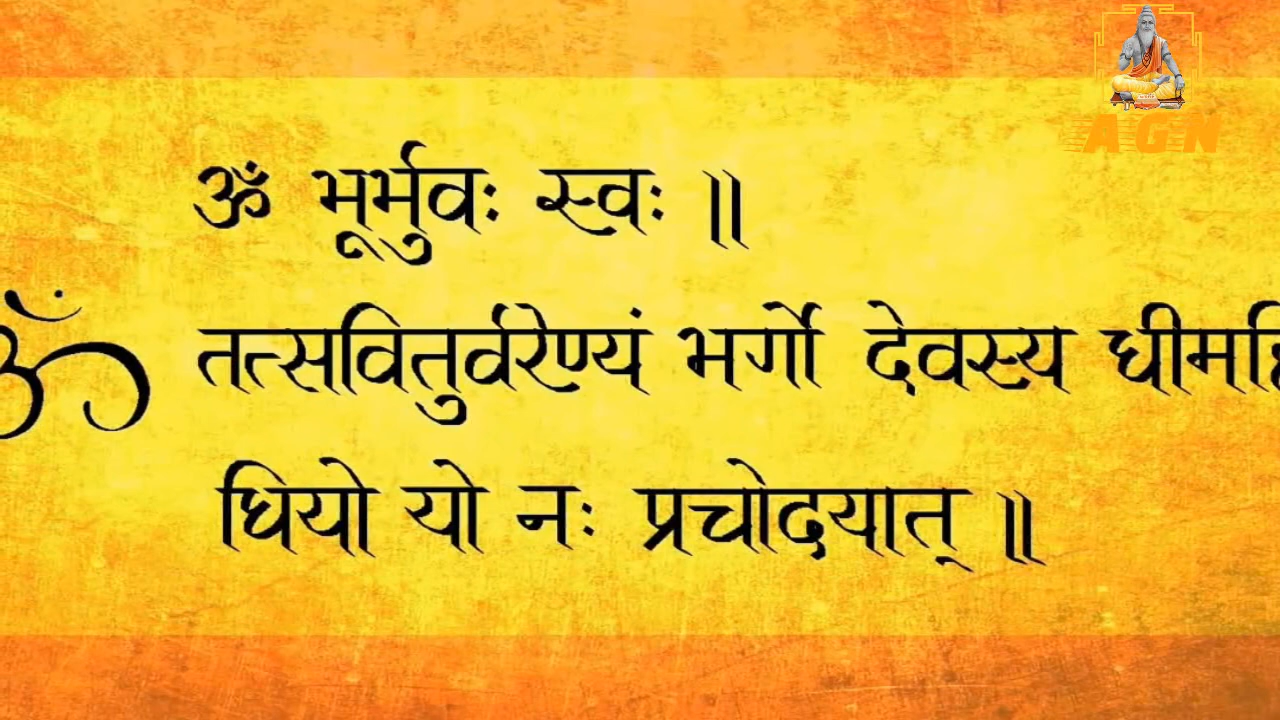 AGN
ॐ भूर्भुवः स्वः ॥
ॐ
तत्सवितुर्वरेण्यं भर्गो देवस्य धीमहि
धियो यो नः प्रचोदयात् ॥